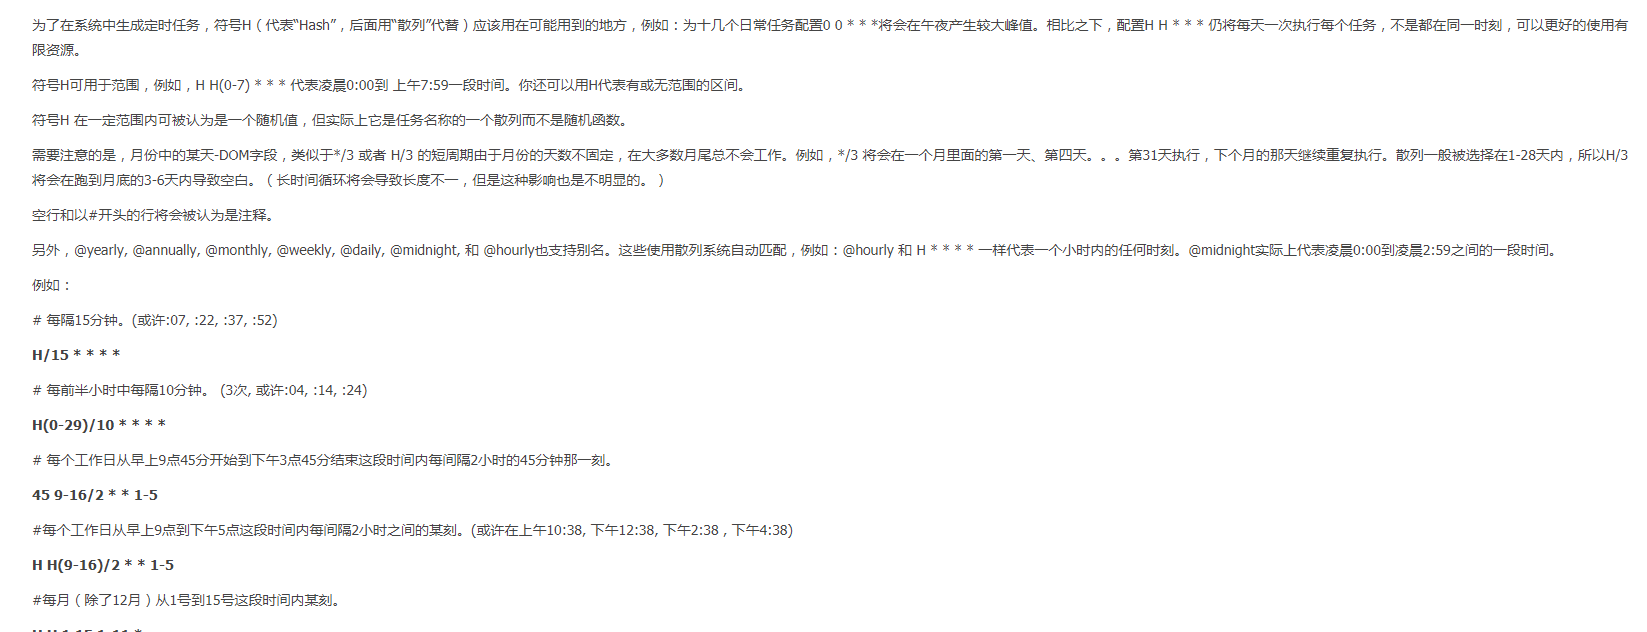 为了在系统中生成定时任务，符号H（代表“Hash”，后面用“散列”代替）应该用在可能用到的地方，例如：为十几个日常任务配置0 0 * * *将会在午夜产生较大峰值。相比之下，配置H H * * * 仍将每天一次执行每个任务，不是都在同一时刻，可以更好的使用有
限资源。
符号H可用于范围，例如，H H(0-7) * * * 代表凌晨0:00到 上午7:59一段时间。你还可以用H代表有或无范围的区间。
符号H 在一定范围内可被认为是一个随机值，但实际上它是任务名称的一个散列而不是随机函数。
需要注意的是，月份中的某天-DOM字段，类似于*/3 或者 H/3 的短周期由于月份的天数不固定，在大多数月尾总不会工作。例如，*/3 将会在一个月里面的第一天、第四天。。。第31天执行，下个月的那天继续重复执行。散列一般被选择在1-28天内，所以H/3
将会在跑到月底的3-6天内导致空白。（长时间循环将会导致长度不一，但是这种影响也是不明显的。）
空行和以#开头的行将会被认为是注释。
另外，@yearly, @annually, @monthly, @weekly, @daily, @midnight, 和 @hourly也支持别名。这些使用散列系统自动匹配，例如：@hourly 和 H * * * * 一样代表一个小时内的任何时刻。@midnight实际上代表凌晨0:00到凌晨2:59之间的一段时间。
例如：
# 每隔15分钟。(或许:07, :22, :37, :52)
H/15 * * * *
# 每前半小时中每隔10分钟。 (3次, 或许:04, :14, :24)
H(0-29)/10 * * * *
# 每个工作日从早上9点45分开始到下午3点45分结束这段时间内每间隔2小时的45分钟那一刻。
45 9-16/2 * * 1-5
#每个工作日从早上9点到下午5点这段时间内每间隔2小时之间的某刻。(或许在上午10:38, 下午12:38, 下午2:38，下午4:38)
H H(9-16)/2 * * 1-5
#每月（除了12月）从1号到15号这段时间内某刻。
H H 1,15 1-11 *